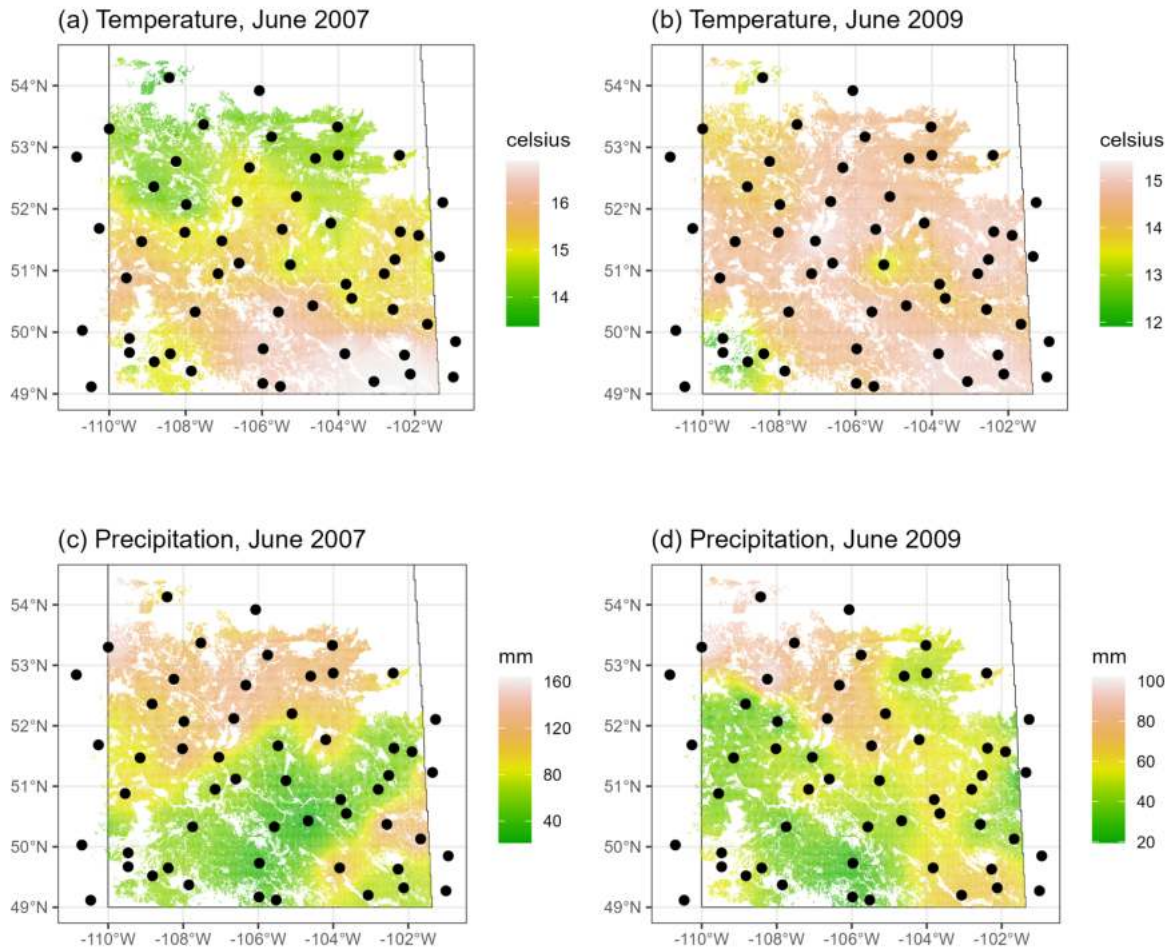 (a) Temperature, June 2007
54°N
53°N
52°N
51°N
50°N
49°N
-110°W -108°W -106°W -104°W -102°W
celsius
16
15
14
(b) Temperature, June 2009
54°N
53°N
52°N
51°N
50°N
49°N
-110°W -108°W -106°W -104°W -102°W
celsius
15
14
13
12
(c) Precipitation, June 2007
54°N
53°N
52°N
51°N
50°N
49°N
-110°W -108°W -106°W -104°W -102°W
mm
160
120
80
40
(d) Precipitation, June 2009
54°N
53°N
52°N
51°N
50°N
49°N
-110°W -108°W -106°W -104°W -102°W
mm
100
80
60
40
20